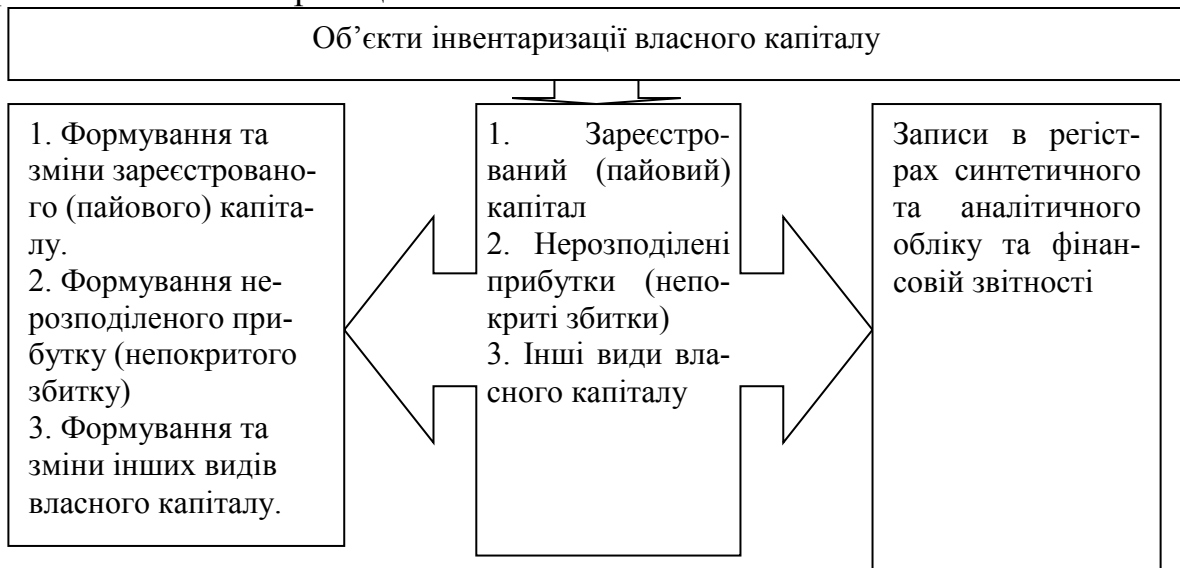 Об’єкти інвентаризації власного капіталу
1. Формування та
зміни зареєстровано-
го (пайового) капіта-
лу.
2. Формування не-
розподіленого при-
бутку (непокритого
збитку)
3. Формування та
зміни інших видів
власного капіталу.
1. Зареєстро-
ваний (пайовий)
капітал
2. Нерозподілені
прибутки (непо-
криті збитки)
3. Інші види вла-
сного капіталу
Записи в регіст-
рах синтетичного
та аналітичного
обліку та фінан-
совій звітності